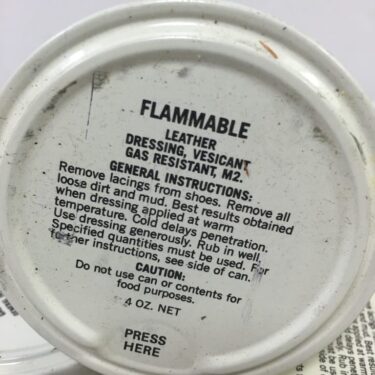 FLAMMABLE
LEATHER
DRESSING, VESICANT
GAS RESISTANT, M2.
GENERAL INSTRUCTIONS:
Remove lacings from shoes. Remove all
loose dirt and mud. Best results obtained
when dressing applied at warm
temperature. Cold delays penetration.
Use dressing generously. Rub in well.
Specified quantities must be used. For
further instructions, see side of can.
CAUTION:
Do not use can or contents for
food purposes.
4 OZ. NET
PRESS
HERE